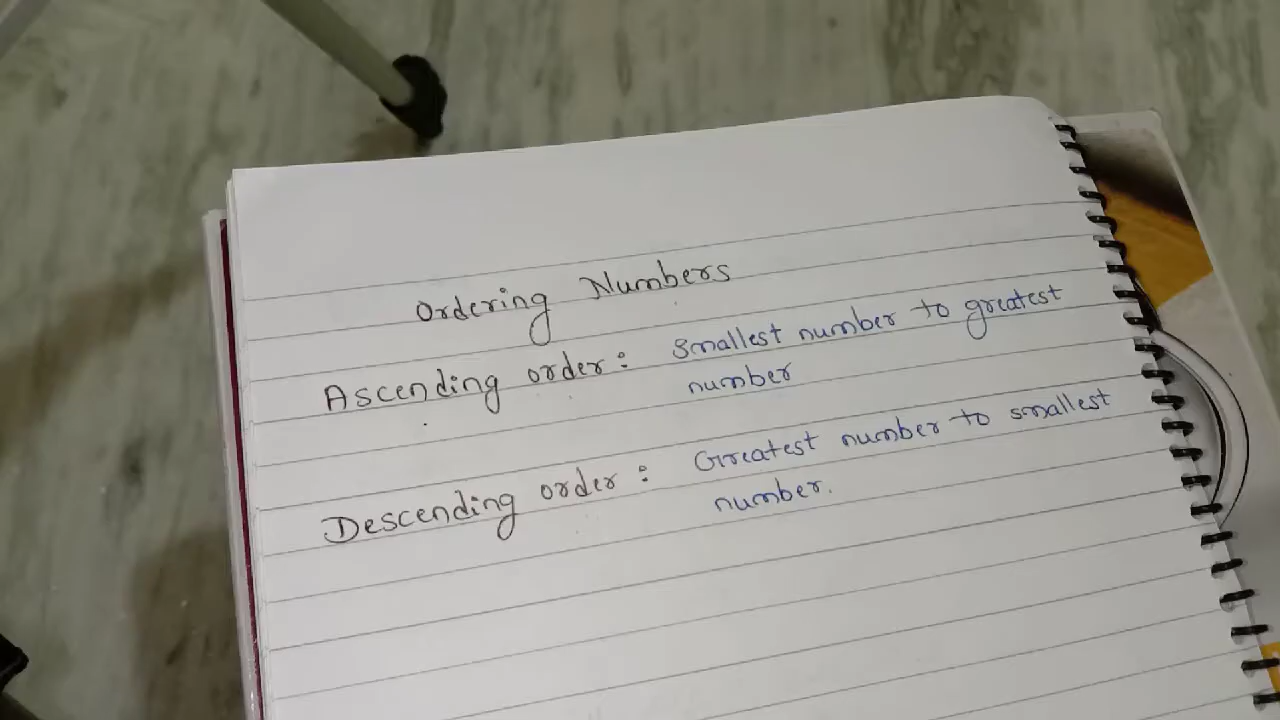 Ordering Numbers
Ascending order: Smallest number to greatest
number
Descending order: Greatest number to smallest
number.